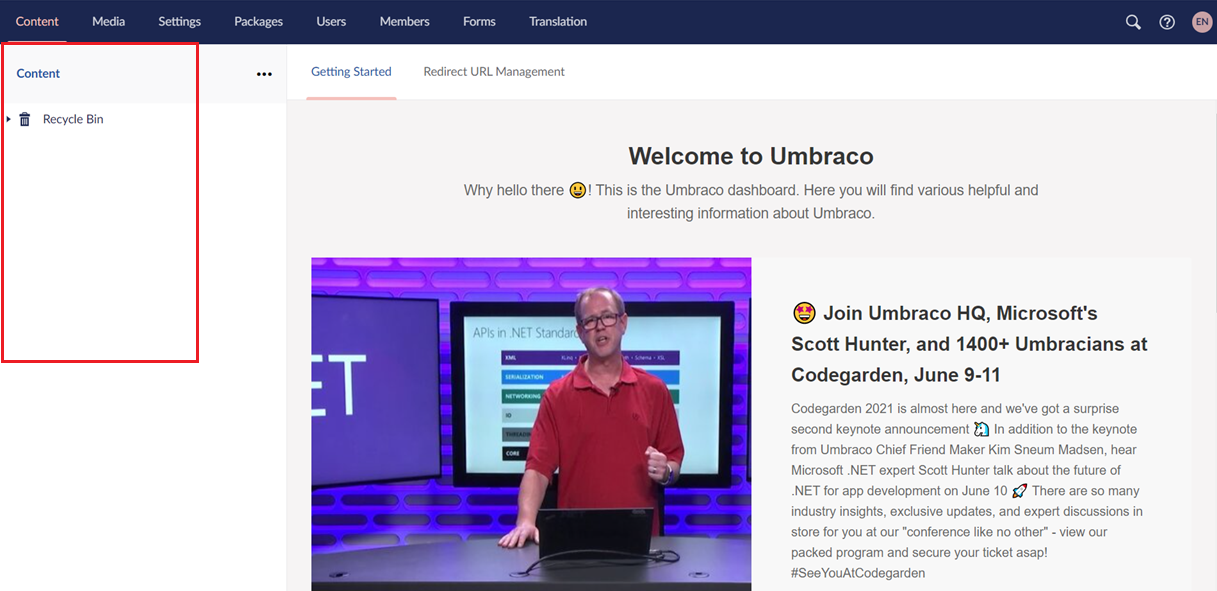 Content Media Settings Packages Users Members Forms Translation EN
Content •••
Recycle Bin
Getting Started Redirect URL Management
Welcome to Umbraco
Why hello there 😃! This is the Umbraco dashboard. Here you will find various helpful and
interesting information about Umbraco.
ET
APIs in .NET Standard
XML
SERIALIZATION
NETWORKING
IO
THREADING
CORE
🤩 Join Umbraco HQ, Microsoft's
Scott Hunter, and 1400+ Umbracians at
Codegarden, June 9-11
Codegarden 2021 is almost here and we've got a surprise
second keynote announcement 🦄 In addition to the keynote
from Umbraco Chief Friend Maker Kim Sneum Madsen, hear
Microsoft .NET expert Scott Hunter talk about the future of
.NET for app development on June 10 🚀 There are so many
industry insights, exclusive updates, and expert discussions in
store for you at our "conference like no other" - view our
packed program and secure your ticket asap!
#SeeYouAtCodegarden